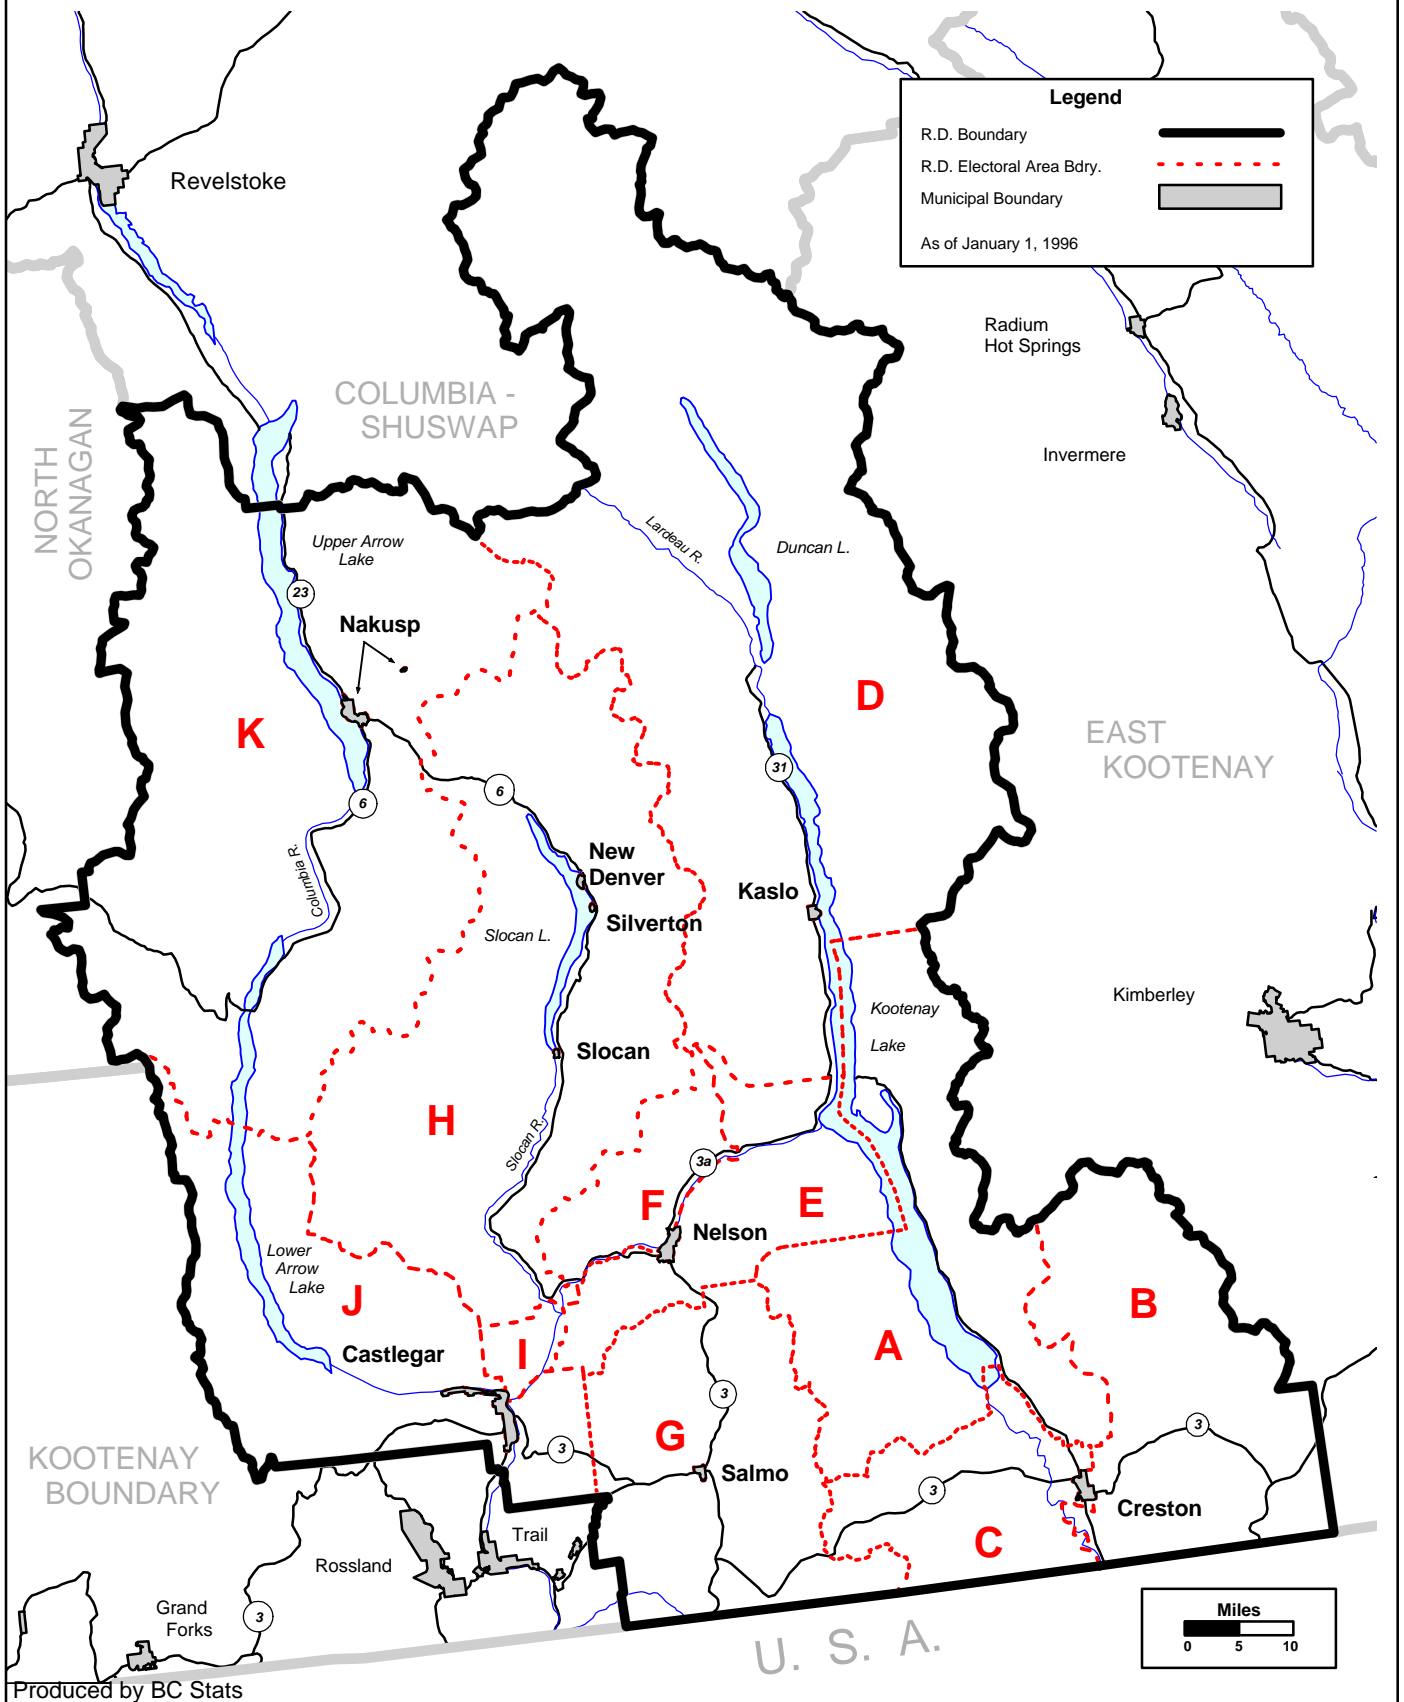 Legend
R.D. Boundary
R.D. Electoral Area Bdry.
Municipal Boundary
As of January 1, 1996
Revelstoke
Radium
Hot Springs
COLUMBIA -
SHUSWAP
NORTH
OKANAGAN
Invermere
Upper Arrow
Lake
Lardeau R.
Duncan L.
23
Nakusp
K
D
EAST
KOOTENAY
31
6
6
Columbia R.
New
Denver
Kaslo
Silverton
Slocan L.
Kimberley
Kootenay
Lake
Slocan
H
Slocan R.
3a
F
E
Nelson
Lower
Arrow
Lake
J
B
I
A
Castlegar
3
G
3
3
KOOTENAY
BOUNDARY
Salmo
3
Creston
C
Trail
Rossland
Grand
Forks
3
Miles
0 5 10
U. S. A.
Produced by BC Stats